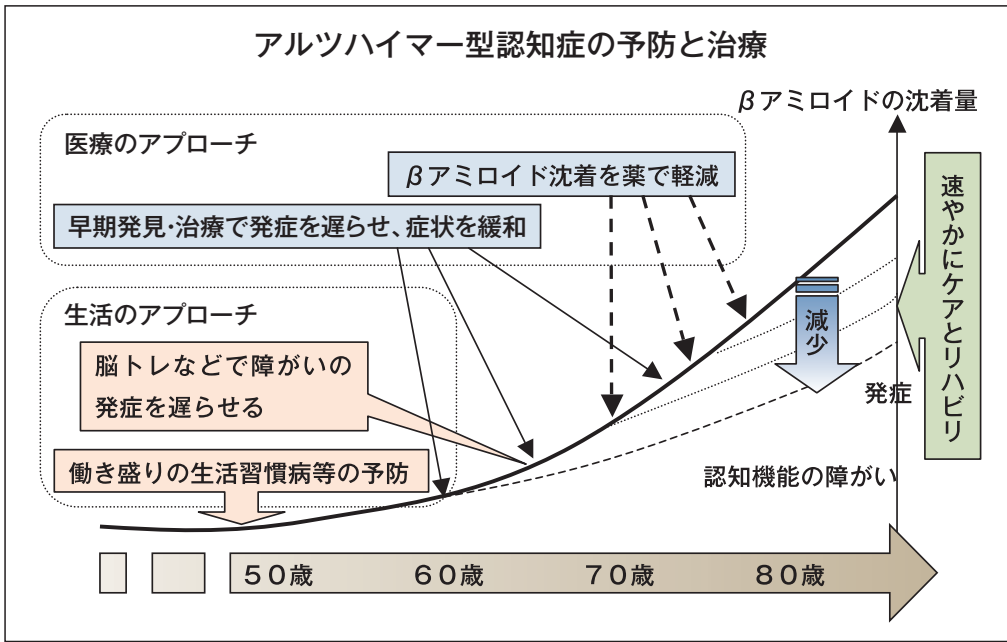 アルツハイマー型認知症の予防と治療
βアミロイドの沈着量
医療のアプローチ
βアミロイド沈着を薬で軽減
早期発見・治療で発症を遅らせ、症状を緩和
生活のアプローチ
脳トレなどで障がいの
発症を遅らせる
働き盛りの生活習慣病等の予防
減少
発症
速やかにケアとリハビリ
認知機能の障がい
50歳
60歳
70歳
80歳